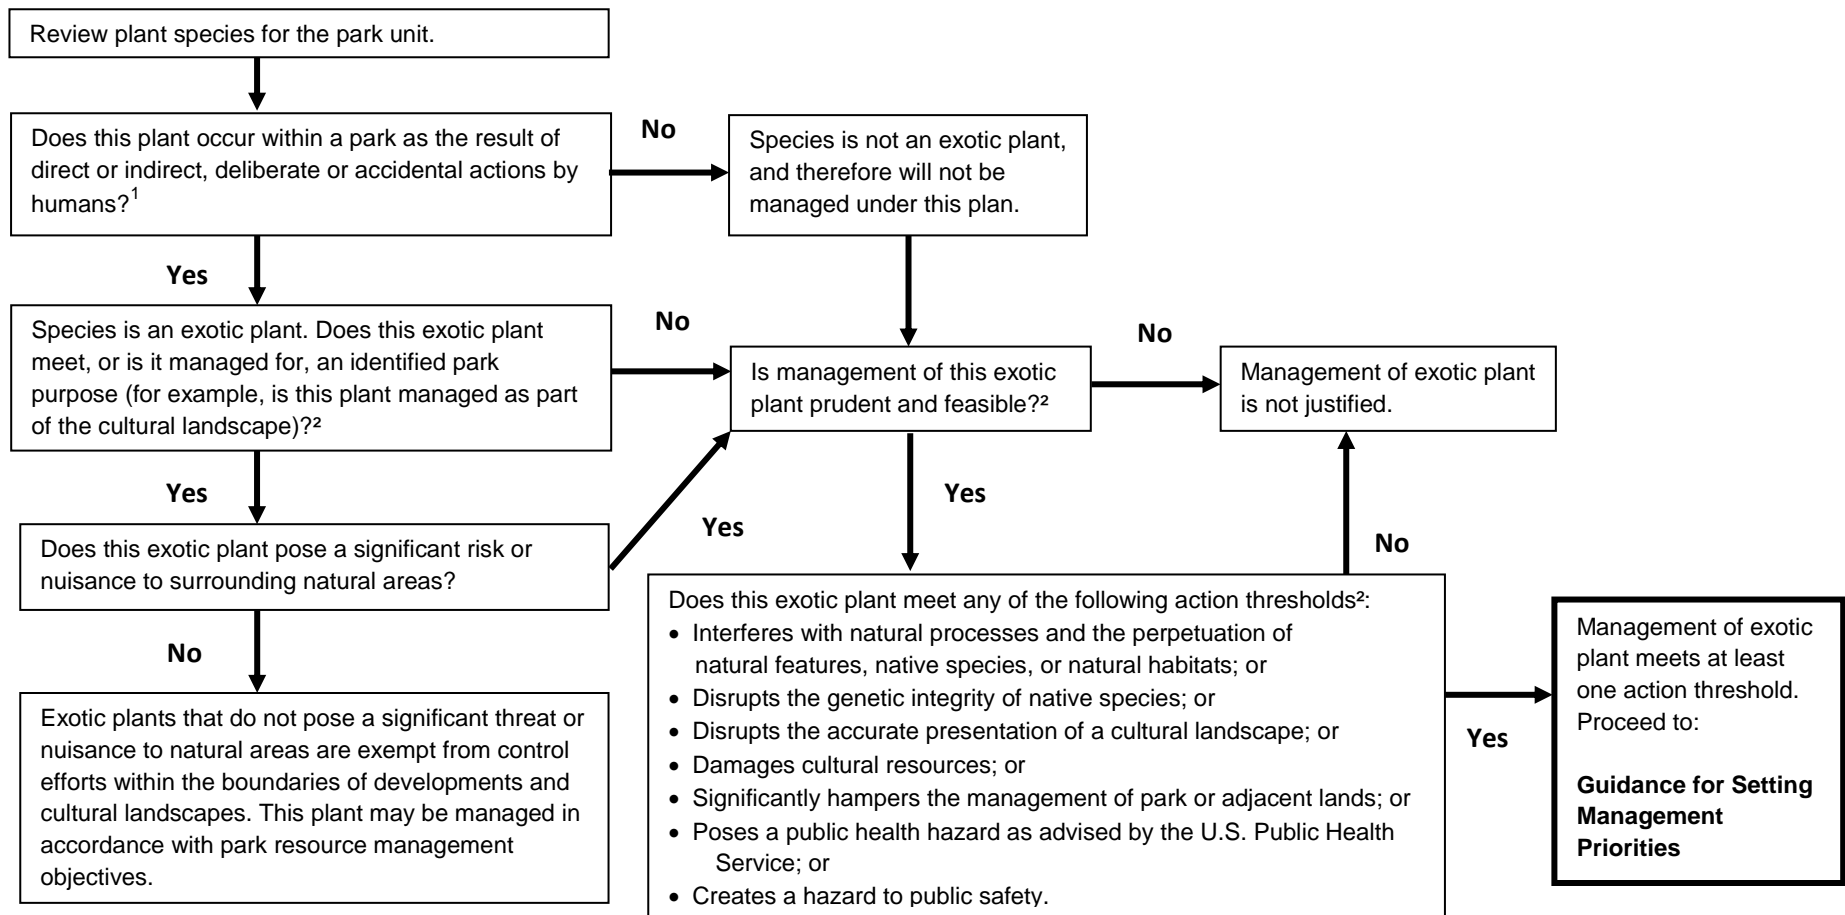 Review plant species for the park unit.
Does this plant occur within a park as the result of
direct or indirect, deliberate or accidental actions by
humans?¹
No
Species is not an exotic plant,
and therefore will not be
managed under this plan.
Yes
Species is an exotic plant. Does this exotic plant
meet, or is it managed for, an identified park
purpose (for example, is this plant managed as part
of the cultural landscape)?²
No
Is management of this exotic
plant prudent and feasible?²
No
Management of exotic plant
is not justified.
Yes
Does this exotic plant pose a significant risk or
nuisance to surrounding natural areas?
Yes
Yes
No
No
Exotic plants that do not pose a significant threat or
nuisance to natural areas are exempt from control
efforts within the boundaries of developments and
cultural landscapes. This plant may be managed in
accordance with park resource management
objectives.
Does this exotic plant meet any of the following action thresholds²:
• Interferes with natural processes and the perpetuation of
natural features, native species, or natural habitats; or
• Disrupts the genetic integrity of native species; or
• Disrupts the accurate presentation of a cultural landscape; or
• Damages cultural resources; or
• Significantly hampers the management of park or adjacent lands; or
• Poses a public health hazard as advised by the U.S. Public Health
Service; or
• Creates a hazard to public safety.
Yes
Management of exotic
plant meets at least
one action threshold.
Proceed to:
Guidance for Setting
Management
Priorities